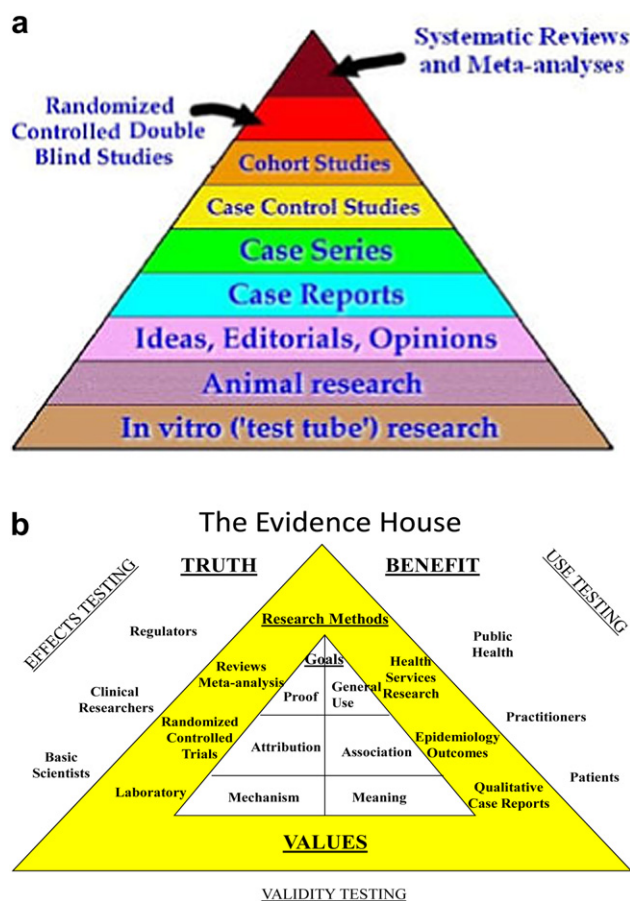 a
Systematic Reviews
and Meta-analyses
Randomized
Controlled Double
Blind Studies
Cohort Studies
Case Control Studies
Case Series
Case Reports
Ideas, Editorials, Opinions
Animal research
In vitro ('test tube') research
b
The Evidence House
EFFECTS TESTING
TRUTH
BENEFIT
USE TESTING
Research Methods
Regulators
Public
Health
Goals
Reviews
Meta-analysis
Proof
General
Use
Health
Services
Research
Clinical
Researchers
Practitioners
Randomized
Controlled
Trials
Attribution
Association
Epidemiology
Outcomes
Basic
Scientists
Patients
Laboratory
Mechanism
Meaning
Qualitative
Case Reports
VALUES
VALIDITY TESTING